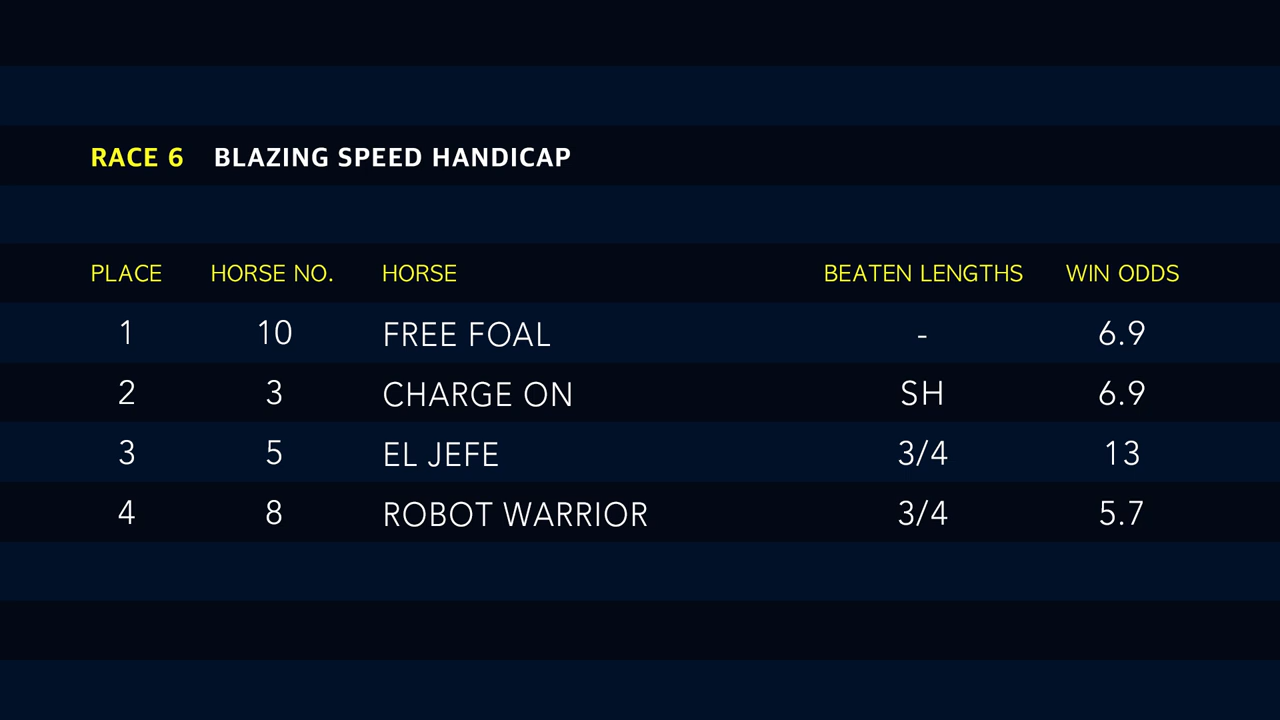 RACE 6 BLAZING SPEED HANDICAP
PLACE HORSE NO. HORSE BEATEN LENGTHS WIN ODDS
1 10 FREE FOAL - 6.9
2 3 CHARGE ON SH 6.9
3 5 EL JEFE 3/4 13
4 8 ROBOT WARRIOR 3/4 5.7